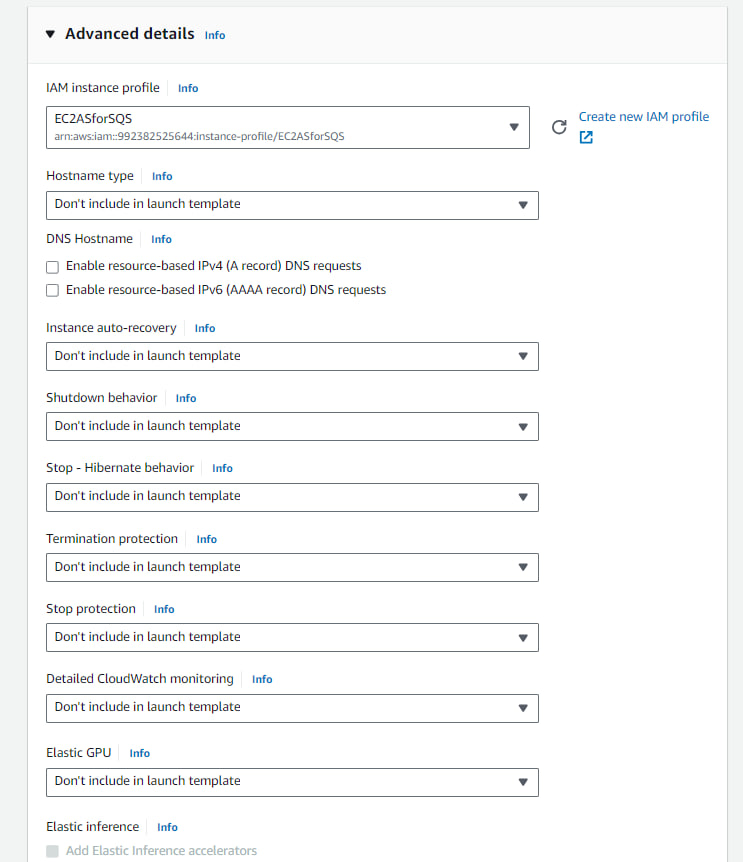 Advanced details Info
IAM instance profile Info
EC2ASforSQS
arn:aws:iam::992382525644:instance-profile/EC2ASforSQS
Create new IAM profile
Hostname type Info
Don't include in launch template
DNS Hostname Info
Enable resource-based IPv4 (A record) DNS requests
Enable resource-based IPv6 (AAAA record) DNS requests
Instance auto-recovery Info
Don't include in launch template
Shutdown behavior Info
Don't include in launch template
Stop - Hibernate behavior Info
Don't include in launch template
Termination protection Info
Don't include in launch template
Stop protection Info
Don't include in launch template
Detailed CloudWatch monitoring Info
Don't include in launch template
Elastic GPU Info
Don't include in launch template
Elastic inference Info
Add Elastic Inference accelerators